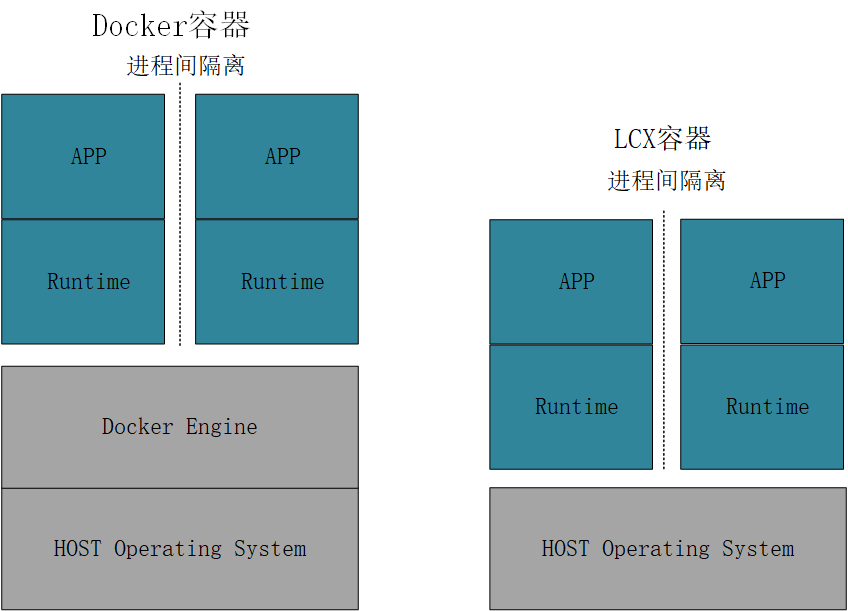 Docker容器
进程间隔离
APP
APP
Runtime
Runtime
Docker Engine
HOST Operating System
LCX容器
进程间隔离
APP
APP
Runtime
Runtime
HOST Operating System